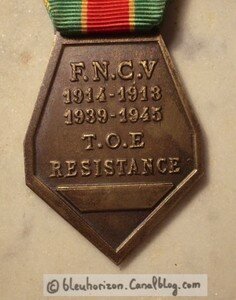 F.N.C.V
1914-1918
1939-1945
T.O.E
RESISTANCE
© bleuhorizon.Canalblog.com